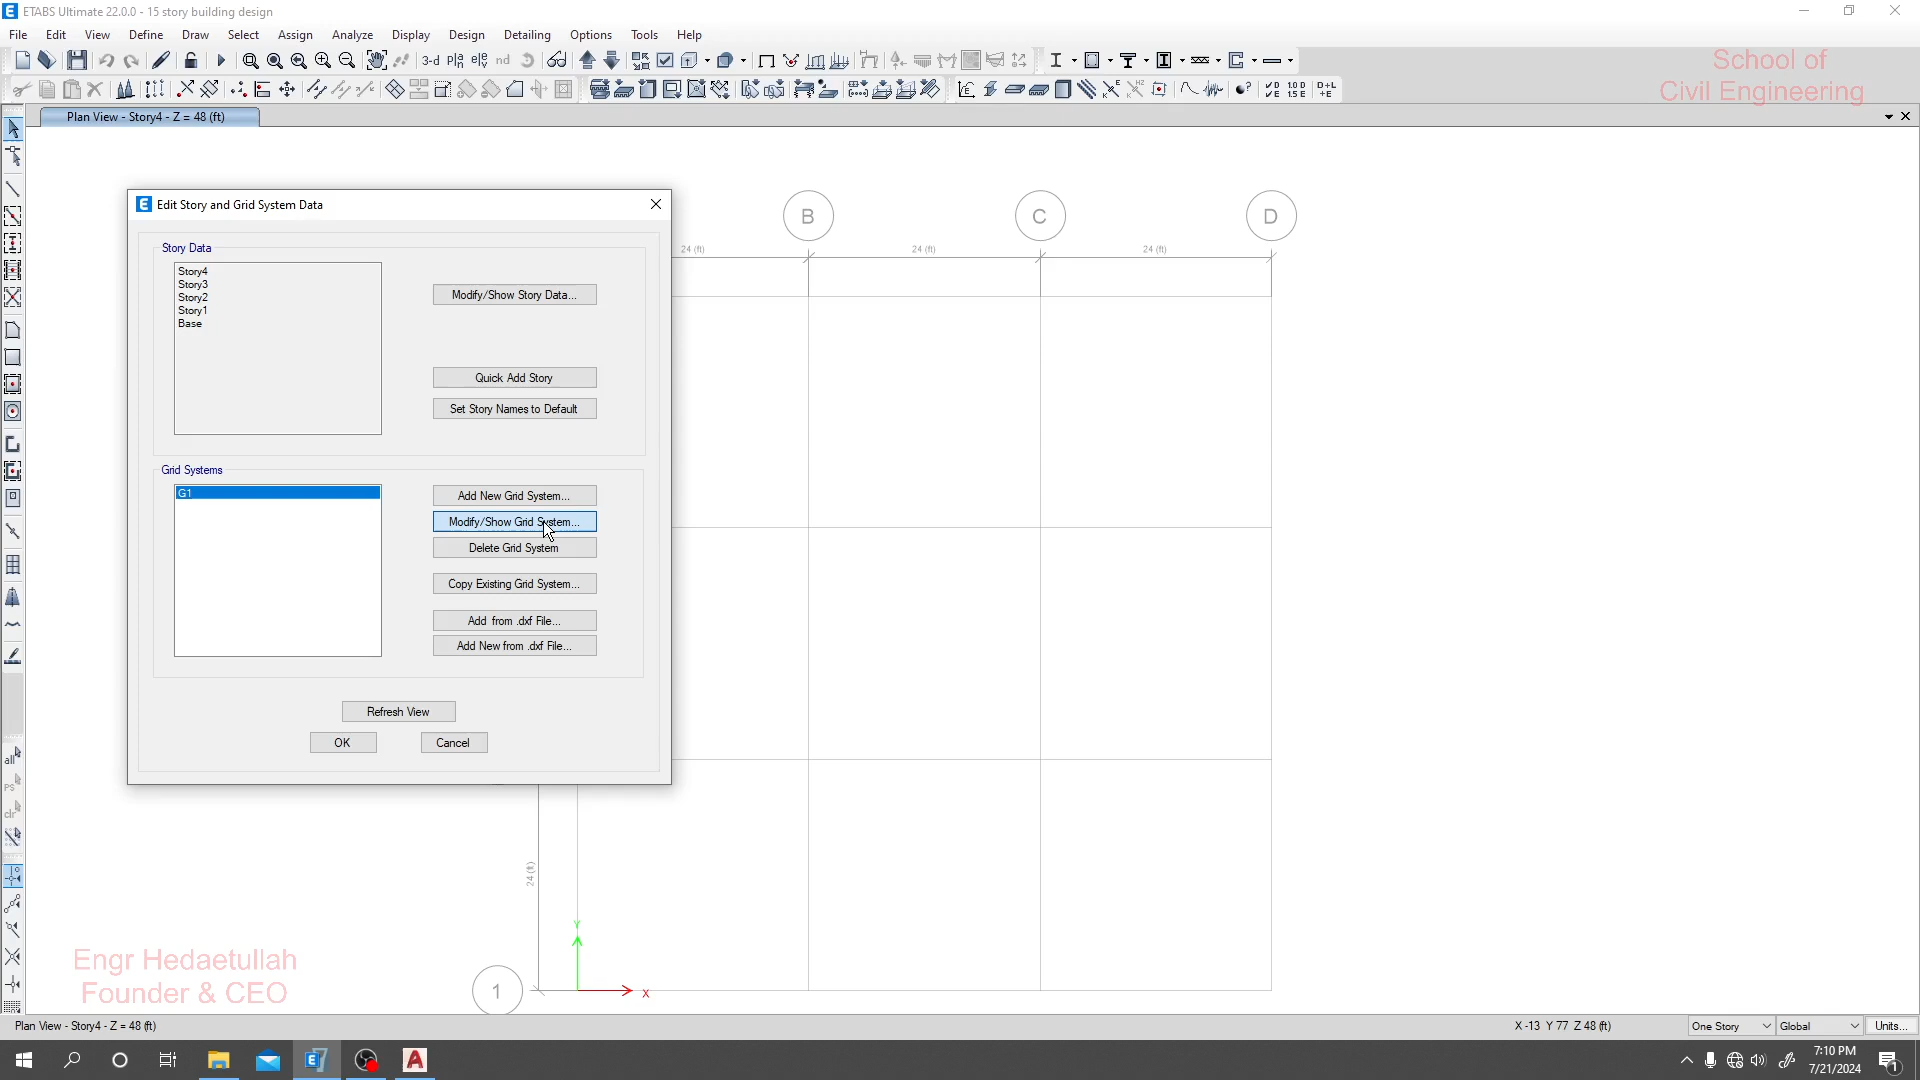 ETABS Ultimate 22.0.0 - 15 story building design
File Edit View Define Draw Select Assign Analyze Display Design Detailing Options Tools Help
3-d
nd
School of
Civil Engineering
Plan View - Story4 - Z = 48 (ft)
Edit Story and Grid System Data
Story Data
Story4
Story3
Story2
Story1
Base
Modify/Show Story Data...
Quick Add Story
Set Story Names to Default
Grid Systems
G1
Add New Grid System...
Modify/Show Grid System...
Delete Grid System
Copy Existing Grid System...
Add from .dxf File...
Add New from .dxf File...
Refresh View
OK Cancel
B C D
24 (ft) 24 (ft) 24 (ft)
24 (ft)
Y
X
1
all
ps
clr
Engr Hedaetullah
Founder & CEO
Plan View - Story4 - Z = 48 (ft)
X -13 Y 77 Z 48 (ft)
One Story Global Units...
7:10 PM
7/21/2024